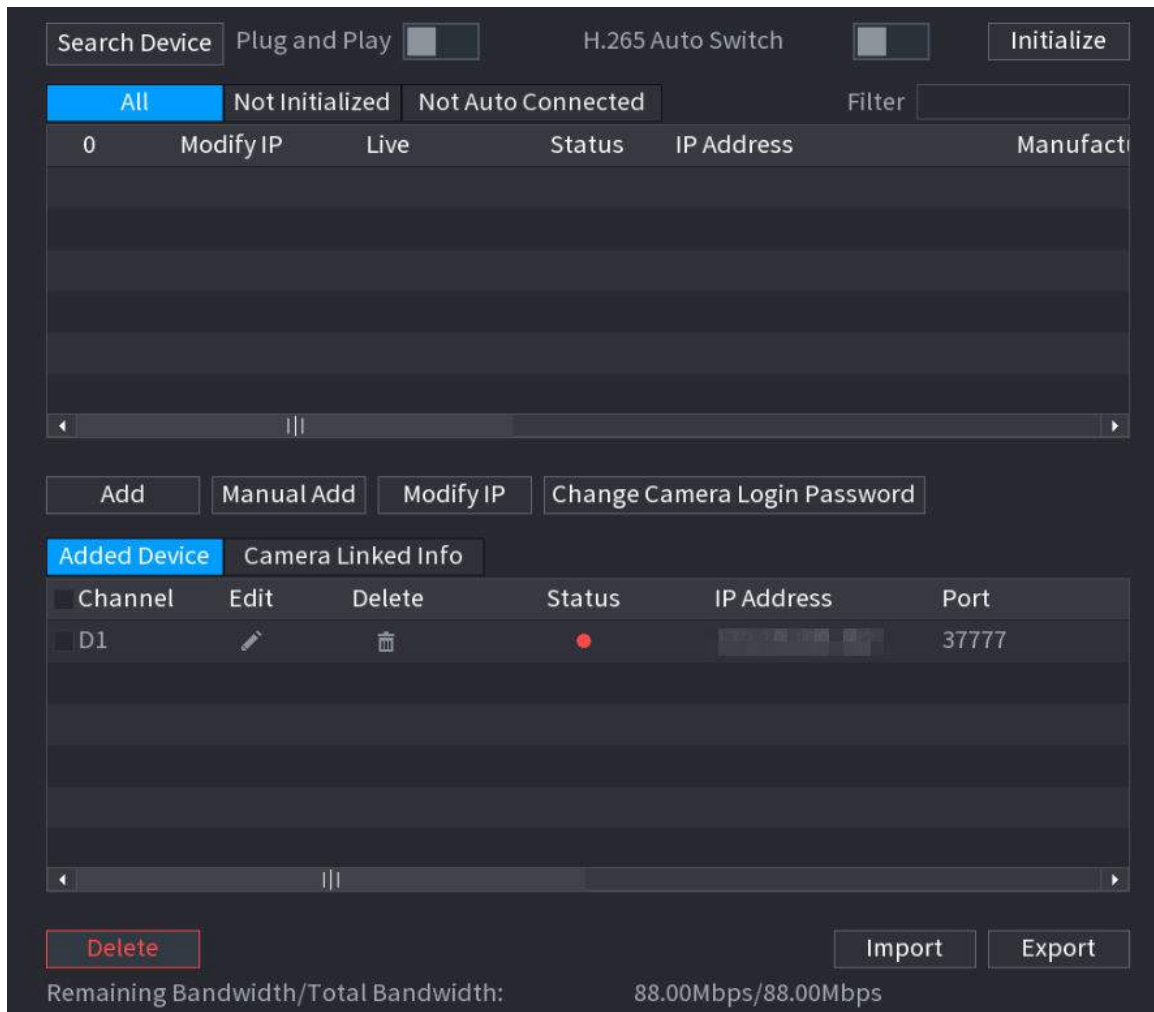 Search Device Plug and Play H.265 Auto Switch Initialize
All Not Initialized Not Auto Connected Filter
0 Modify IP Live Status IP Address Manufact
Add Manual Add Modify IP Change Camera Login Password
Added Device Camera Linked Info
Channel Edit Delete Status IP Address Port
D1 37777
Delete Import Export
Remaining Bandwidth/Total Bandwidth: 88.00Mbps/88.00Mbps